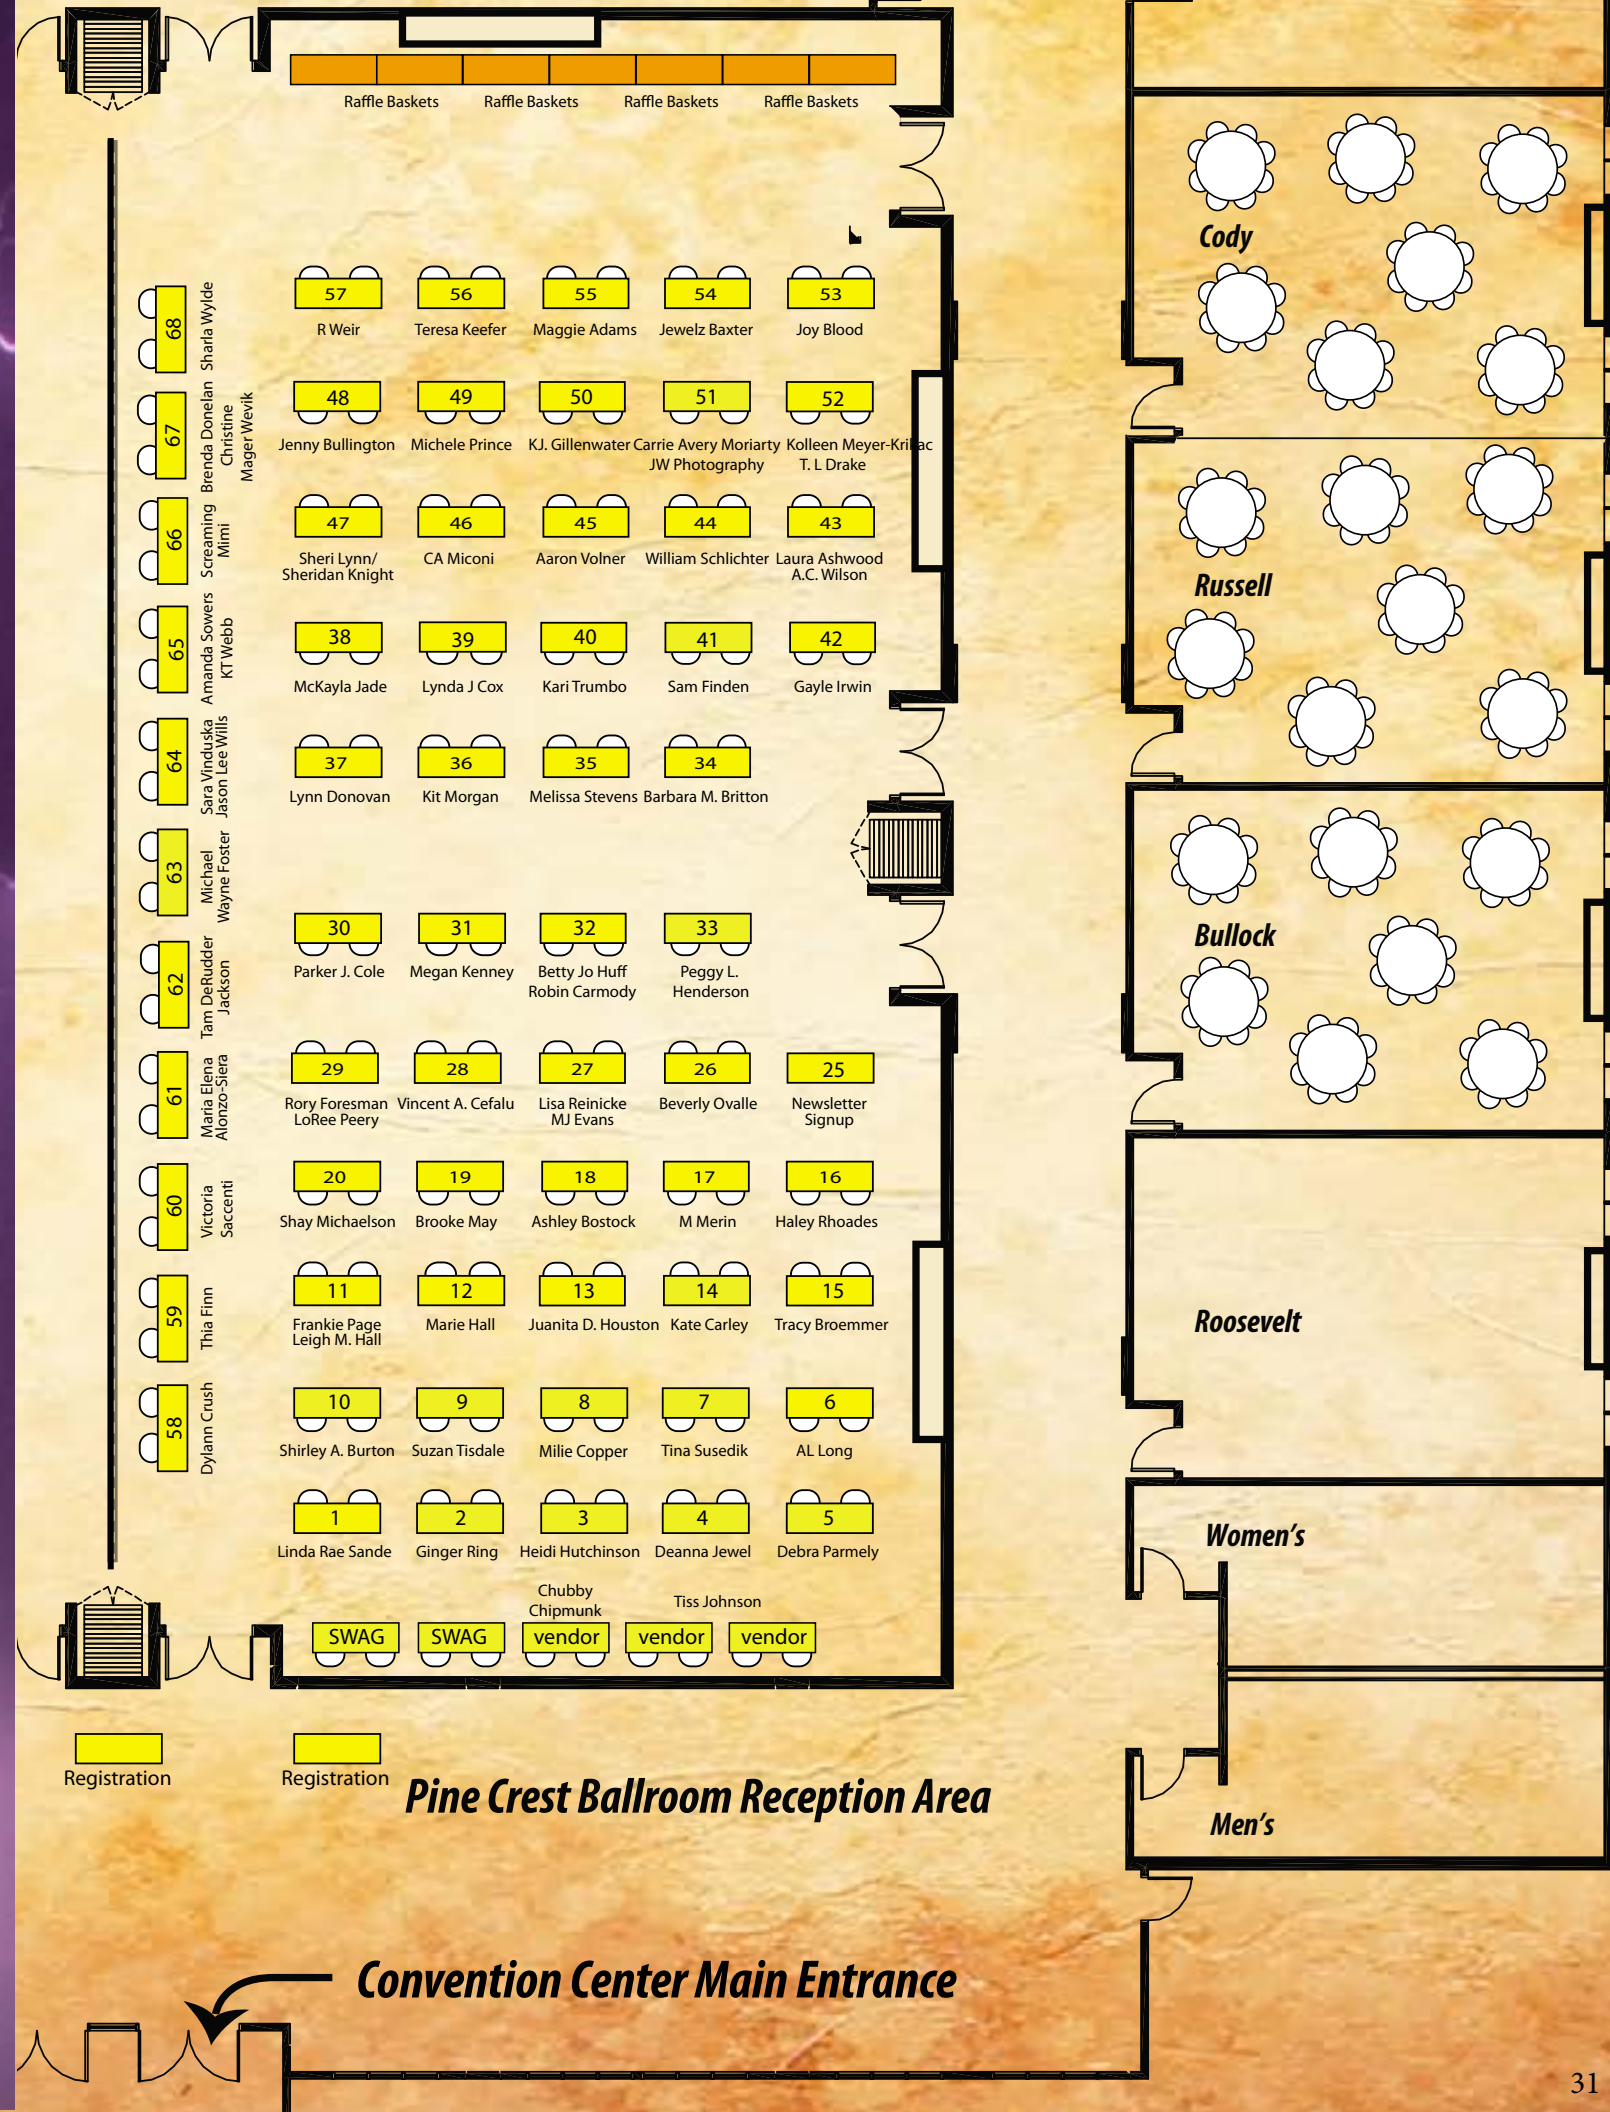 Raffle Baskets Raffle Baskets Raffle Baskets Raffle Baskets
57 56 55 54 53
R Weir Teresa Keefer Maggie Adams Jewelz Baxter Joy Blood
48 49 50 51 52
Jenny Bullington Michele Prince KJ. Gillenwater Carrie Avery Moriarty Kolleen Meyer-Krikac
JW Photography T. L Drake
47 46 45 44 43
Sheri Lynn/ CA Miconi Aaron Volner William Schlichter Laura Ashwood
Sheridan Knight A.C. Wilson
38 39 40 41 42
McKayla Jade Lynda J Cox Kari Trumbo Sam Finden Gayle Irwin
37 36 35 34
Lynn Donovan Kit Morgan Melissa Stevens Barbara M. Britton
30 31 32 33
Parker J. Cole Megan Kenney Betty Jo Huff Peggy L.
Robin Carmody Henderson
29 28 27 26 25
Rory Foresman Vincent A. Cefalu Lisa Reinicke Beverly Ovalle Newsletter
LoRee Peery MJ Evans Signup
20 19 18 17 16
Shay Michaelson Brooke May Ashley Bostock M Merin Haley Rhoades
11 12 13 14 15
Frankie Page Marie Hall Juanita D. Houston Kate Carley Tracy Broemmer
Leigh M. Hall
10 9 8 7 6
Shirley A. Burton Suzan Tisdale Milie Copper Tina Susedik AL Long
1 2 3 4 5
Linda Rae Sande Ginger Ring Heidi Hutchinson Deanna Jewel Debra Parmely
Chubby
Chipmunk
Tiss Johnson
SWAG SWAG vendor vendor vendor
68
Sharla Wylde
67
Brenda Donelan
Christine
Mager Wevik
66
Screaming
Mimi
65
Amanda Sowers
KT Webb
64
Sara Vinduska
Jason Lee Wills
63
Michael
Wayne Foster
62
Tam DeRudder
Jackson
61
Maria Elena
Alonzo-Siera
60
Victoria
Saccenti
59
Thia Finn
58
Dylann Crush
Registration Registration
Pine Crest Ballroom Reception Area
Convention Center Main Entrance
Cody
Russell
Bullock
Roosevelt
Women's
Men's
31